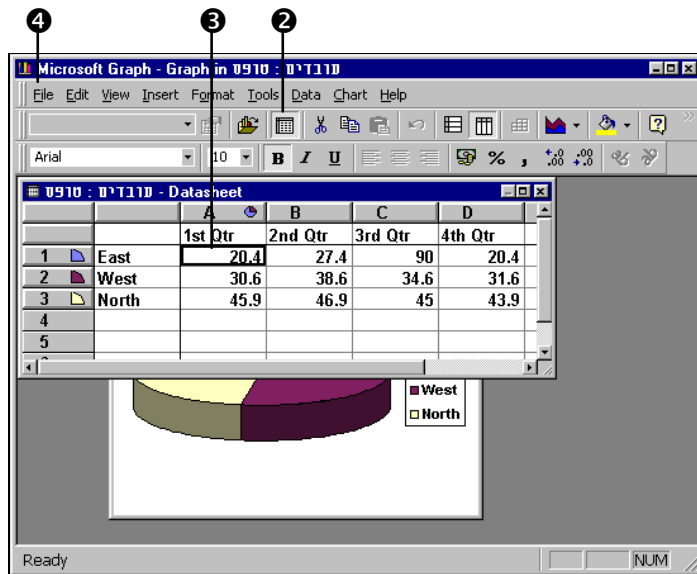 ❹ ❸ ❷
Microsoft Graph - Graph in עובדים : טופס
File Edit View Insert Format Tools Data Chart Help
Arial 10 B I U % ,
עובדים : טופס - Datasheet
A B C D
1st Qtr 2nd Qtr 3rd Qtr 4th Qtr
1 East 20.4 27.4 90 20.4
2 West 30.6 38.6 34.6 31.6
3 North 45.9 46.9 45 43.9
4
5
West
North
Ready NUM